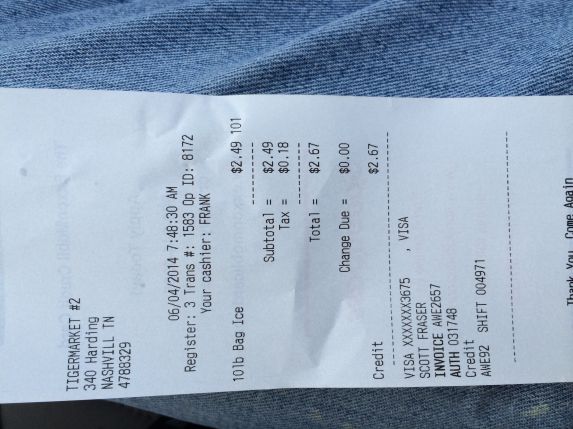 TIGERMARKET #2
340 Harding
NASHVILL TN
4788329
06/04/2014 7:48:30 AM
Register: 3 Trans #: 1583 Op ID: 8172
Your cashier: FRANK
10lb Bag Ice $2.49 101
Subtotal = $2.49
Tax = $0.18
Total = $2.67
Change Due = $0.00
Credit $2.67
VISA XXXXXXX3675 , VISA
SCOTT FRASER
INVOICE AWE2657
AUTH 031748
Credit
AWE92 SHIFT 004971
Thank You Come Again